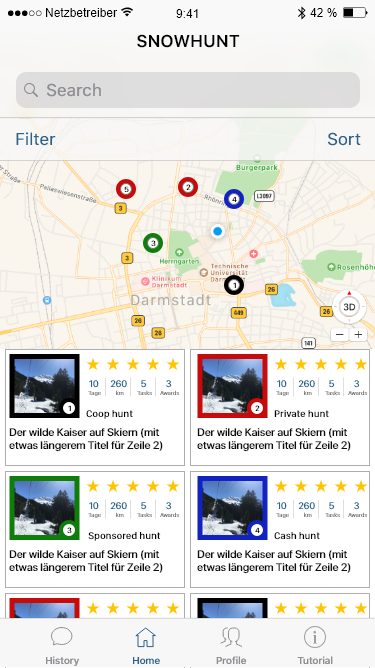 Netzbetreiber 9:41 42 %
SNOWHUNT
Search
Filter Sort
Burgerpark
L3097
Pallaswiesenstraße
5
2
4
3
3
3
Herrngarten
Technische
Universität
Darmstadt
Klinikum
Darmstadt
Rosenhöhe
1
26
Darmstadt
3D
26
26
449
26
141
10 260 5 3
Tage km Tasks Awards
1
Coop hunt
Der wilde Kaiser auf Skiern (mit
etwas längerem Titel für Zeile 2)
10 260 5 3
Tage km Tasks Awards
2
Private hunt
Der wilde Kaiser auf Skiern (mit
etwas längerem Titel für Zeile 2)
10 260 5 3
Tage km Tasks Awards
3
Sponsored hunt
Der wilde Kaiser auf Skiern (mit
etwas längerem Titel für Zeile 2)
10 260 5 3
Tage km Tasks Awards
4
Cash hunt
Der wilde Kaiser auf Skiern (mit
etwas längerem Titel für Zeile 2)
History Home Profile Tutorial